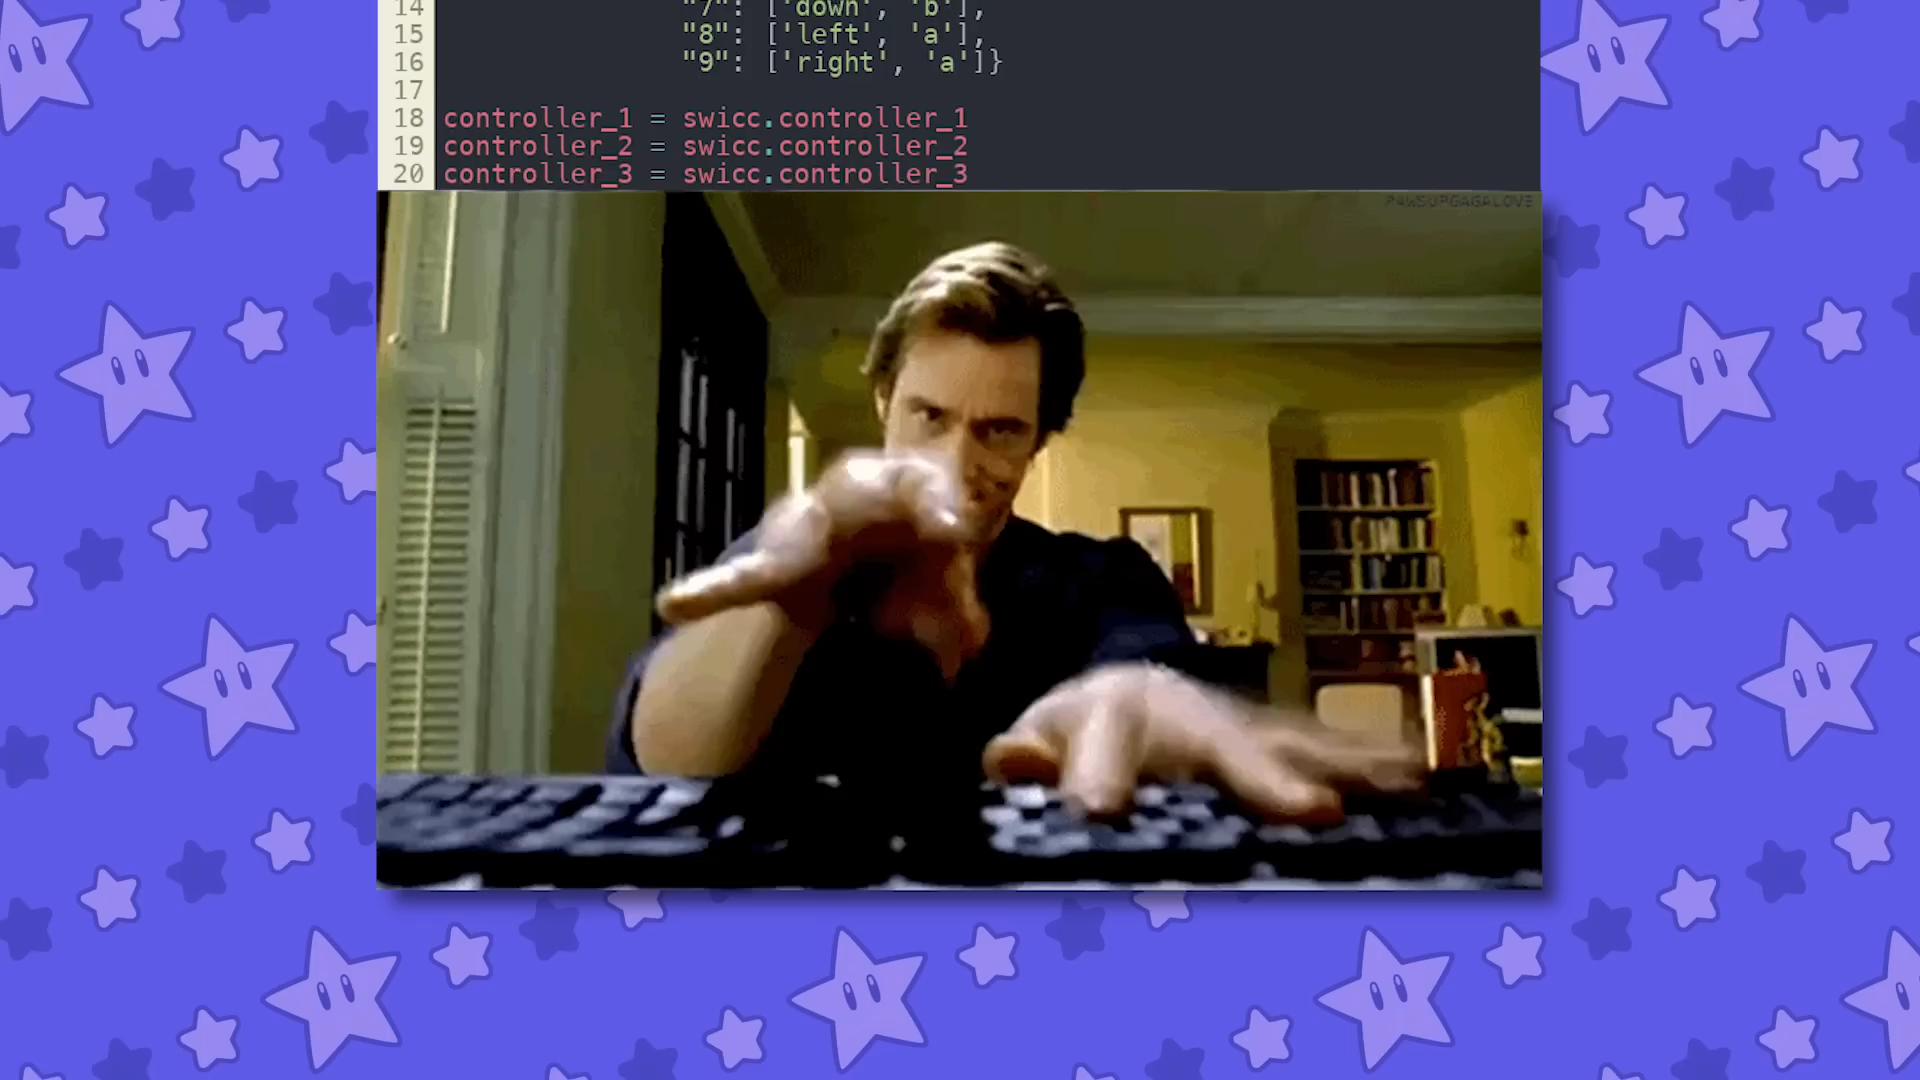 14 "7": ['down', 'b'],
15 "8": ['left', 'a'],
16 "9": ['right', 'a']}
17
18 controller_1 = swicc.controller_1
19 controller_2 = swicc.controller_2
20 controller_3 = swicc.controller_3
PAWSUPGAGALOVE